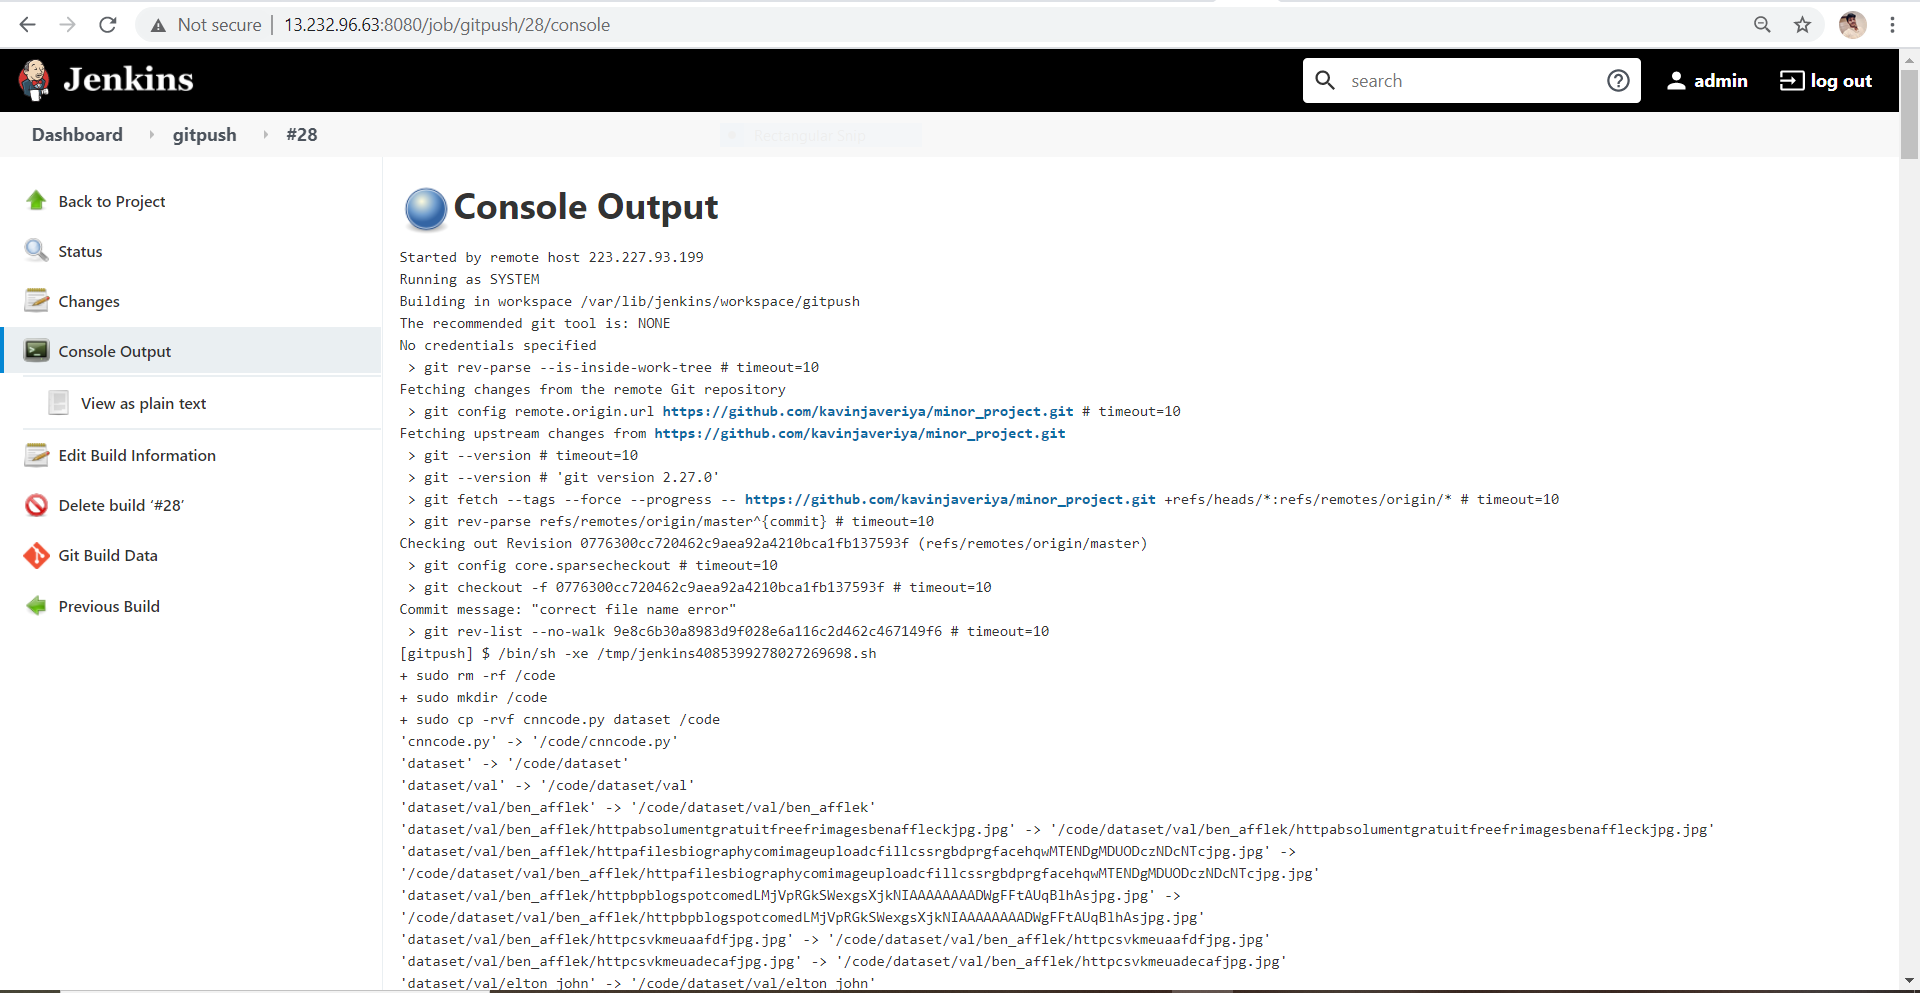 Not secure | 13.232.96.63:8080/job/gitpush/28/console
Jenkins
search
admin
log out
Dashboard
gitpush
#28
Rectangular Snip
Back to Project
Status
Changes
Console Output
View as plain text
Edit Build Information
Delete build ‘#28’
Git Build Data
Previous Build
Console Output
Started by remote host 223.227.93.199
Running as SYSTEM
Building in workspace /var/lib/jenkins/workspace/gitpush
The recommended git tool is: NONE
No credentials specified
> git rev-parse --is-inside-work-tree # timeout=10
Fetching changes from the remote Git repository
> git config remote.origin.url https://github.com/kavinjaveriya/minor_project.git # timeout=10
Fetching upstream changes from https://github.com/kavinjaveriya/minor_project.git
> git --version # timeout=10
> git --version # 'git version 2.27.0'
> git fetch --tags --force --progress -- https://github.com/kavinjaveriya/minor_project.git +refs/heads/*:refs/remotes/origin/* # timeout=10
> git rev-parse refs/remotes/origin/master^{commit} # timeout=10
Checking out Revision 0776300cc720462c9aea92a4210bca1fb137593f (refs/remotes/origin/master)
> git config core.sparsecheckout # timeout=10
> git checkout -f 0776300cc720462c9aea92a4210bca1fb137593f # timeout=10
Commit message: "correct file name error"
> git rev-list --no-walk 9e8c6b30a8983d9f028e6a116c2d462c467149f6 # timeout=10
[gitpush] $ /bin/sh -xe /tmp/jenkins4085399278027269698.sh
+ sudo rm -rf /code
+ sudo mkdir /code
+ sudo cp -rvf cnncode.py dataset /code
'cnncode.py' -> '/code/cnncode.py'
'dataset' -> '/code/dataset'
'dataset/val' -> '/code/dataset/val'
'dataset/val/ben_afflek' -> '/code/dataset/val/ben_afflek'
'dataset/val/ben_afflek/httpabsolumentgratuitfreefrimagesbenaffleckjpg.jpg' -> '/code/dataset/val/ben_afflek/httpabsolumentgratuitfreefrimagesbenaffleckjpg.jpg'
'dataset/val/ben_afflek/httpafilesbiographycomimageuploadcfillcssrgbdprgfacehqwMTENDgMDUODczNDcNTcjpg.jpg' ->
'/code/dataset/val/ben_afflek/httpafilesbiographycomimageuploadcfillcssrgbdprgfacehqwMTENDgMDUODczNDcNTcjpg.jpg'
'dataset/val/ben_afflek/httpbpblogspotcomedLMjVpRGkSWexgsXjkNIAAAAAAAADWgFFtAUqBlhAsjpg.jpg' ->
'/code/dataset/val/ben_afflek/httpbpblogspotcomedLMjVpRGkSWexgsXjkNIAAAAAAAADWgFFtAUqBlhAsjpg.jpg'
'dataset/val/ben_afflek/httpcsvkmeuaafdfjpg.jpg' -> '/code/dataset/val/ben_afflek/httpcsvkmeuaafdfjpg.jpg'
'dataset/val/ben_afflek/httpcsvkmeuadecafjpg.jpg' -> '/code/dataset/val/ben_afflek/httpcsvkmeuadecafjpg.jpg'
'dataset/val/elton_john' -> '/code/dataset/val/elton_john'